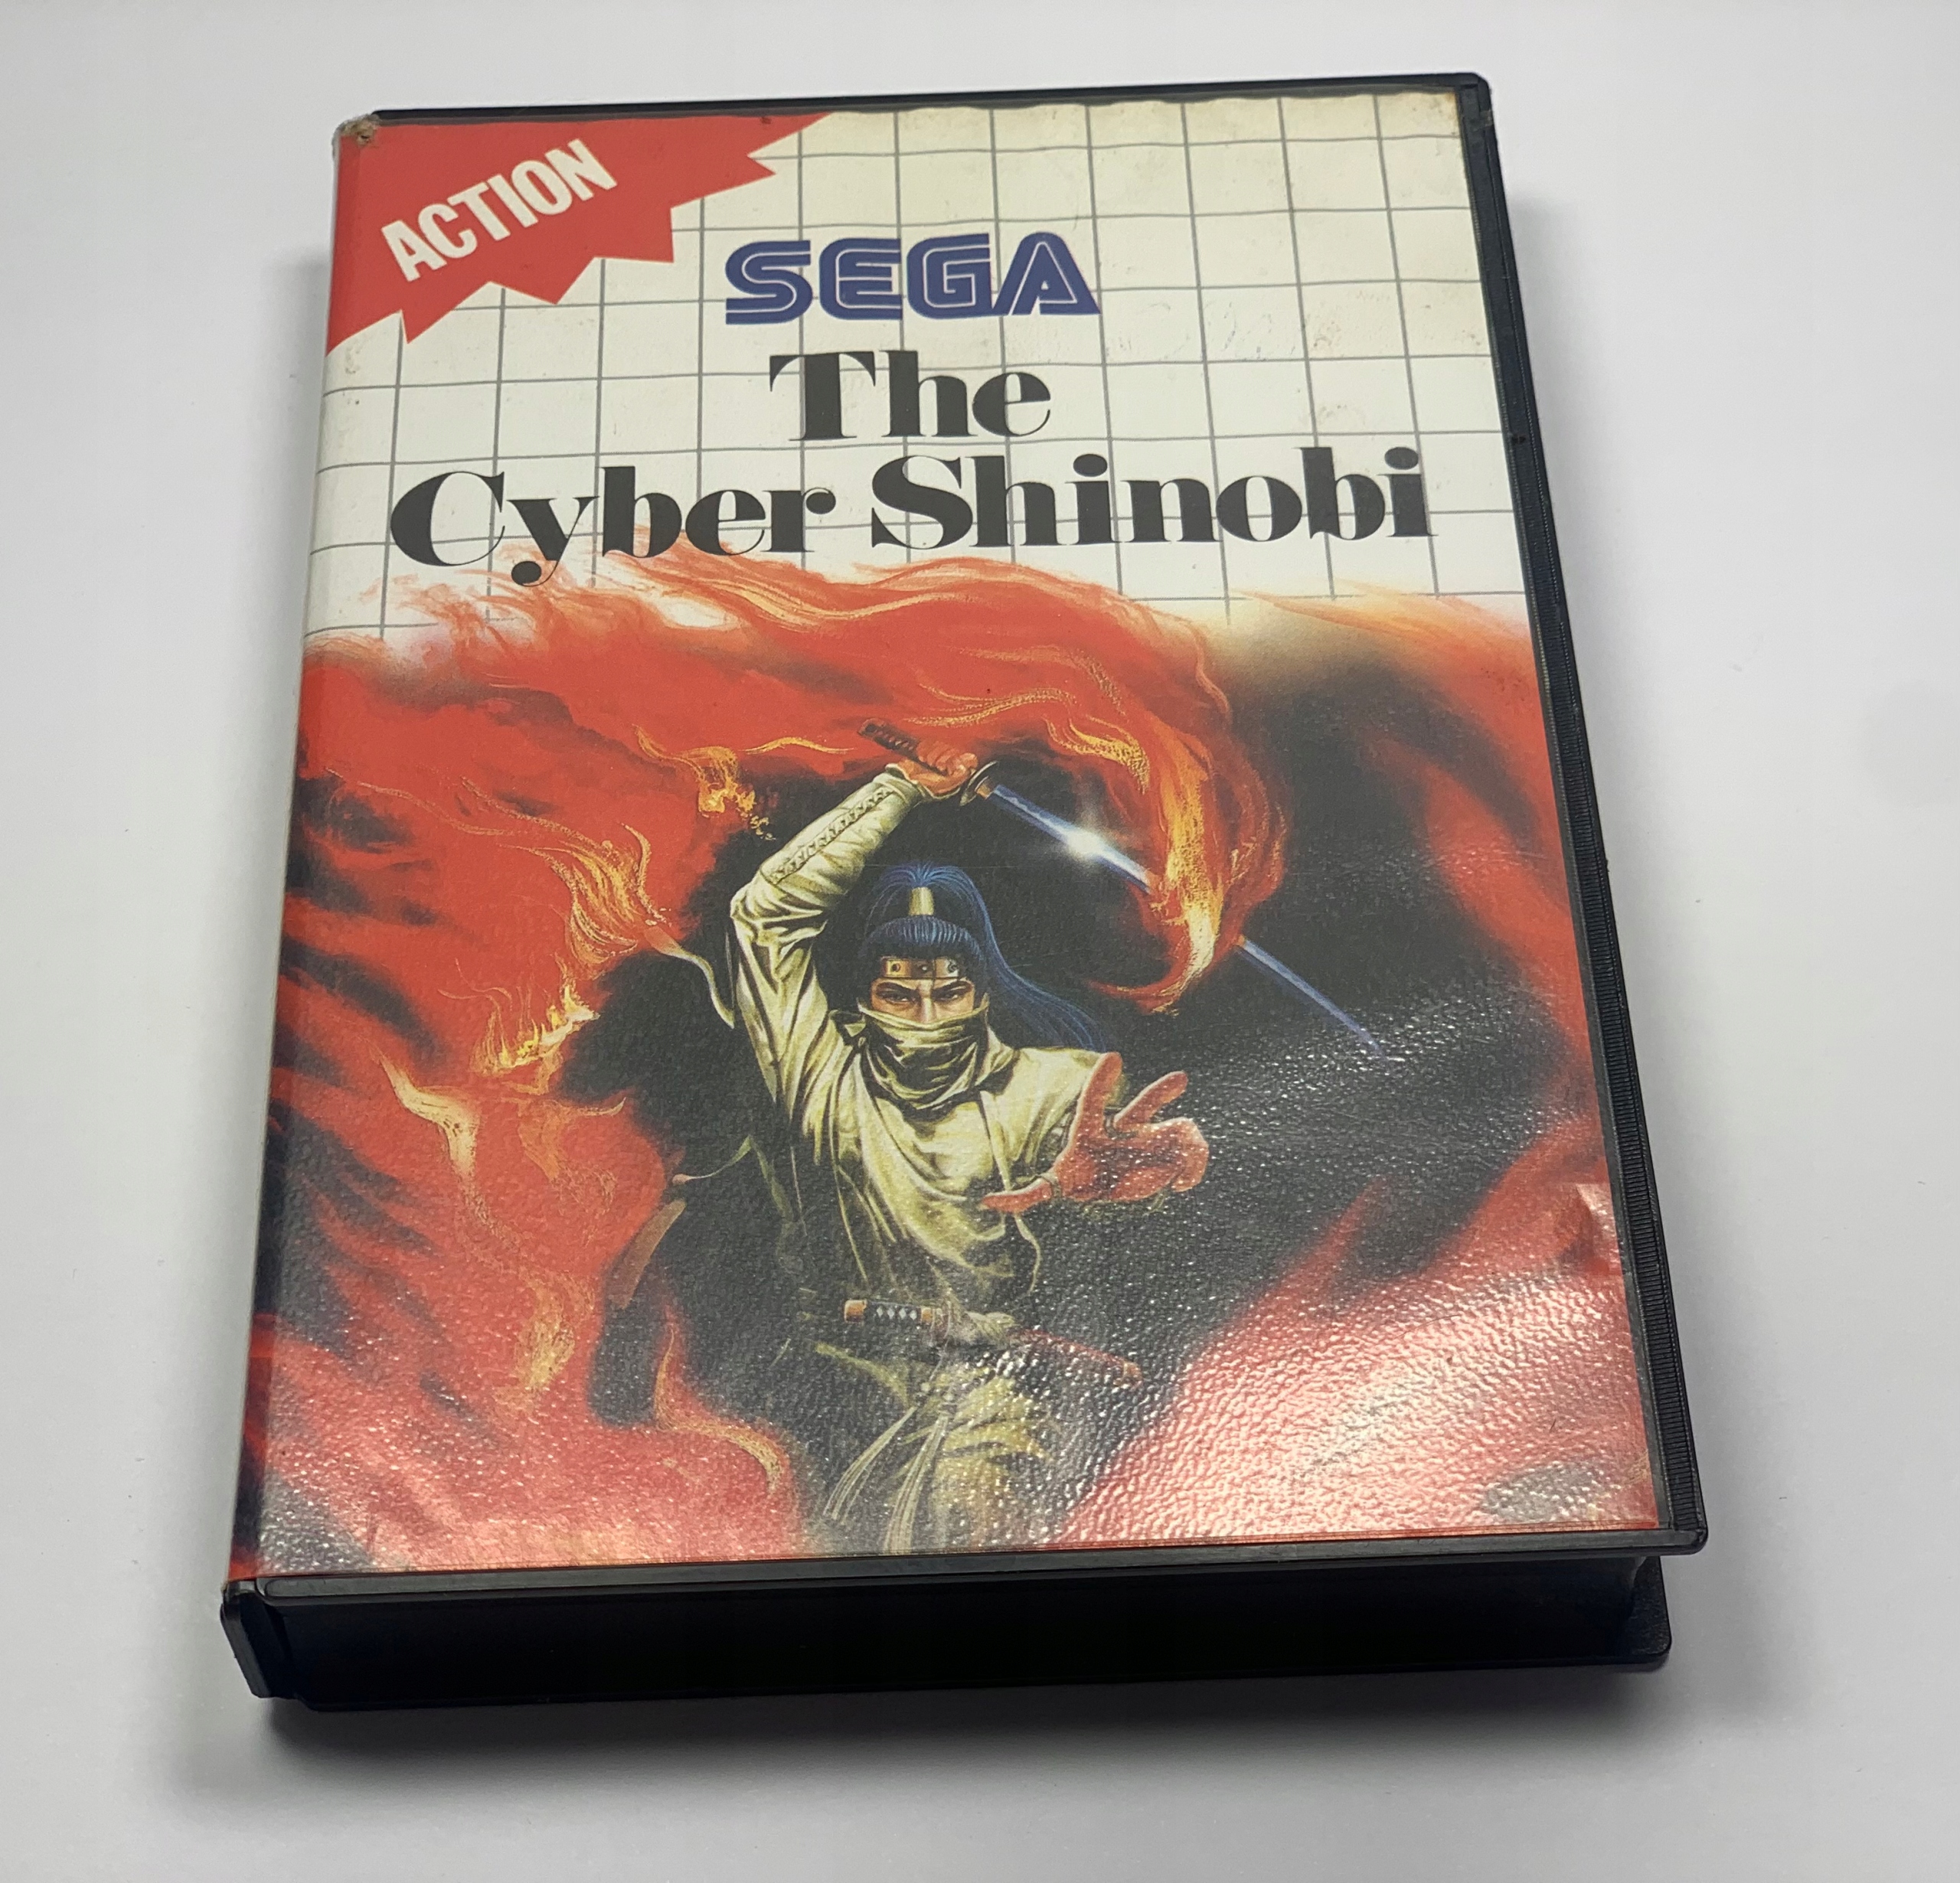 ACTION
SEGA
The
Cyber Shinobi